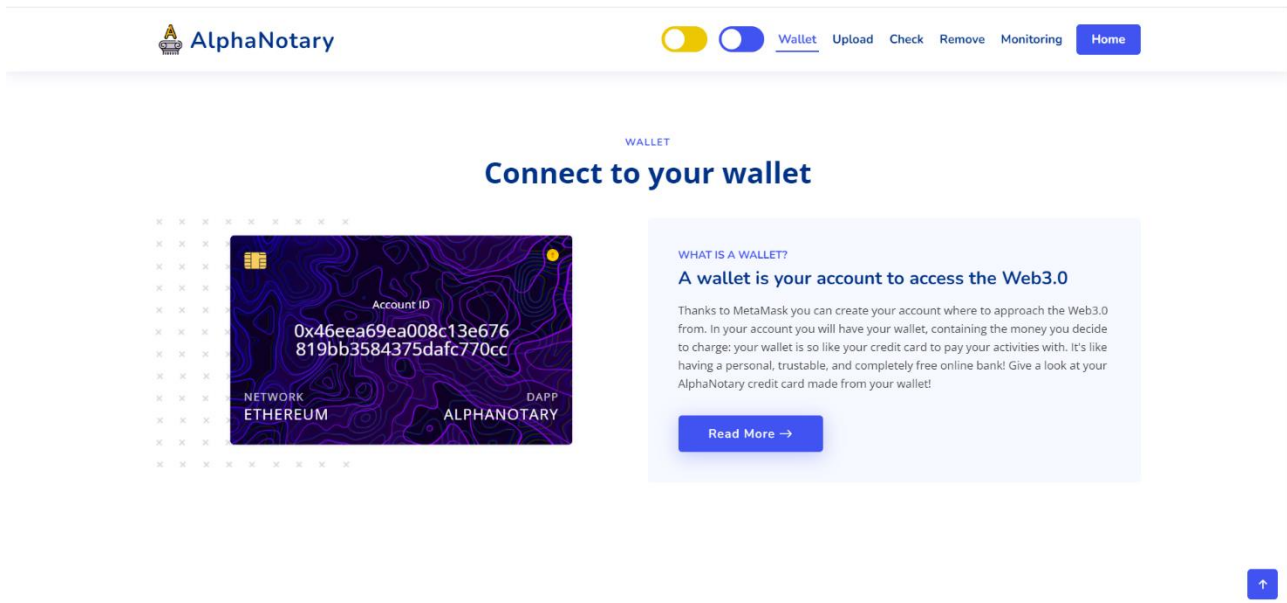 AlphaNotary
Wallet Upload Check Remove Monitoring Home
WALLET
Connect to your wallet
Account ID
0x46eea69ea008c13e676
819bb3584375dafc770cc
NETWORK DAPP
ETHEREUM ALPHANOTARY
WHAT IS A WALLET?
A wallet is your account to access the Web3.0
Thanks to MetaMask you can create your account where to approach the Web3.0
from. In your account you will have your wallet, containing the money you decide
to charge: your wallet is so like your credit card to pay your activities with. It's like
having a personal, trustable, and completely free online bank! Give a look at your
AlphaNotary credit card made from your wallet!
Read More →